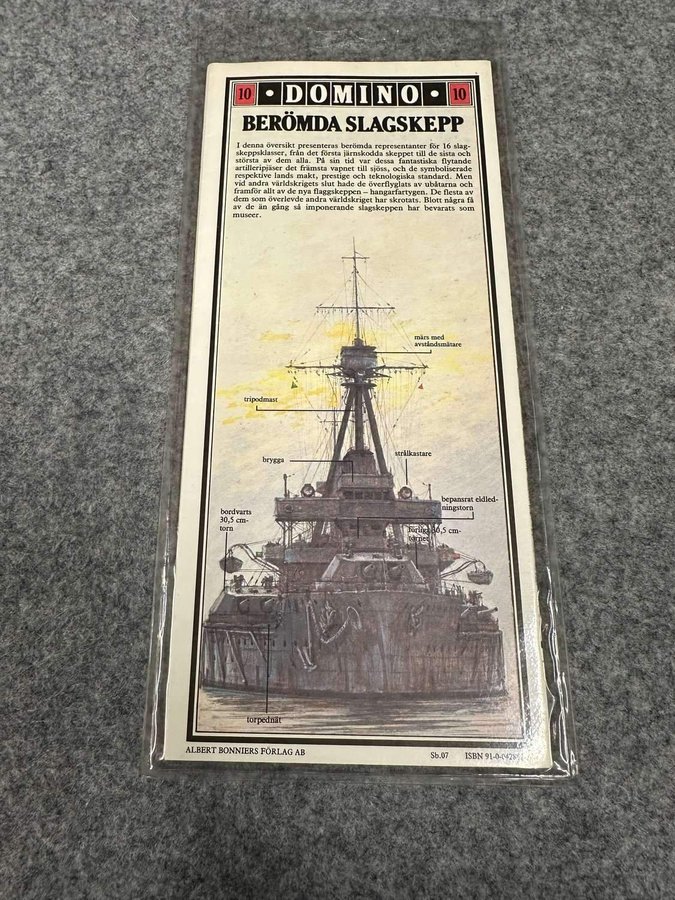 10 • DOMINO • 10
BERÖMDA SLAGSKEPP
I denna översikt presenteras berömda representanter för 16 slag-
skeppsklasser, från det första järnskodda skeppet till de sista och
största av dem alla. På sin tid var dessa fantastiska flytande
artilleripjäser det främsta vapnet till sjöss, och de symboliserade
respektive lands makt, prestige och teknologiska standard. Men
vid andra världskrigets slut hade de överflyglats av ubåtarna och
framför allt av de nya flaggskeppen – hangarfartygen. De flesta av
dem som överlevde andra världskriget har skrotats. Blott några få
av de än gång så imponerande slagskeppen har bevarats som
museer.
märs med
avståndsmätare
tripodmast
strålkastare
brygga
bepansrat eldled-
ningstorn
bordvarts
30,5 cm-
torn
cm-
tornet
torpednät
ALBERT BONNIERS FÖRLAG AB
Sb.07 ISBN 91-0-